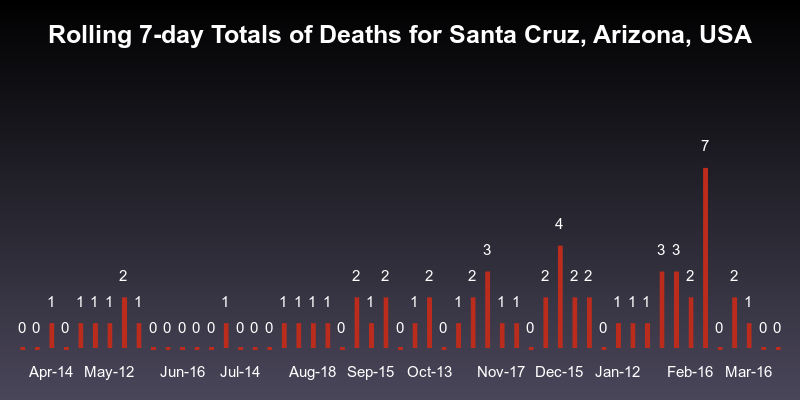 Rolling 7-day Totals of Deaths for Santa Cruz, Arizona, USA
0 0 1 0 1 1 1 2 1 0 0 0 0 0 1 0 0 0 1 1 1 1 0 2 1 2 0 1 2 0 1 2 3 1 1 0 2 4 2 2 0 1 1 1 3 3 2 7 0 2 1 0 0
Apr-14 May-12 Jun-16 Jul-14 Aug-18 Sep-15 Oct-13 Nov-17 Dec-15 Jan-12 Feb-16 Mar-16